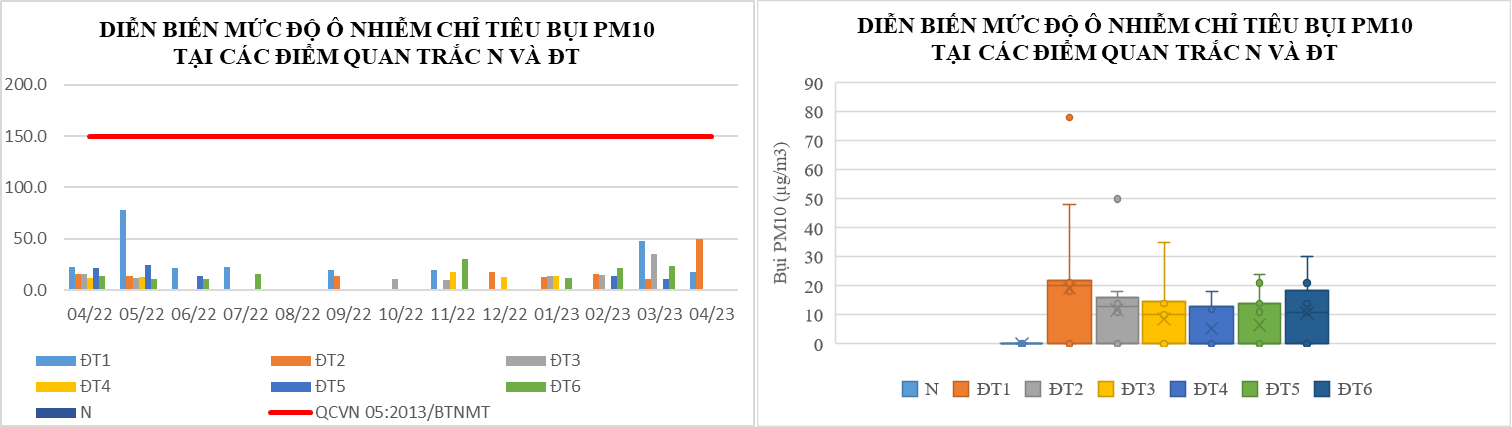 DIỄN BIẾN MỨC ĐỘ Ô NHIỄM CHỈ TIÊU BỤI PM10
TẠI CÁC ĐIỂM QUAN TRẮC N VÀ ĐT
200.0
150.0
100.0
50.0
0.0
04/22 05/22 06/22 07/22 08/22 09/22 10/22 11/22 12/22 01/23 02/23 03/23 04/23
ĐT1 ĐT2 ĐT3
ĐT4 ĐT5 ĐT6
N QCVN 05:2013/BTNMT
DIỄN BIẾN MỨC ĐỘ Ô NHIỄM CHỈ TIÊU BỤI PM10
TẠI CÁC ĐIỂM QUAN TRẮC N VÀ ĐT
Bụi PM10 (µg/m3)
90
80
70
60
50
40
30
20
10
0
N ĐT1 ĐT2 ĐT3 ĐT4 ĐT5 ĐT6